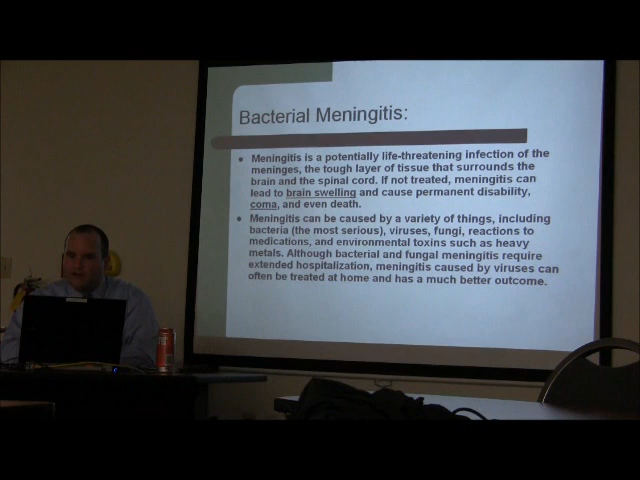 Bacterial Meningitis:
Meningitis is a potentially life-threatening infection of the
meninges, the tough layer of tissue that surrounds the
brain and the spinal cord. If not treated, meningitis can
lead to brain swelling and cause permanent disability,
coma, and even death.
Meningitis can be caused by a variety of things, including
bacteria (the most serious), viruses, fungi, reactions to
medications, and environmental toxins such as heavy
metals. Although bacterial and fungal meningitis require
extended hospitalization, meningitis caused by viruses can
often be treated at home and has a much better outcome.